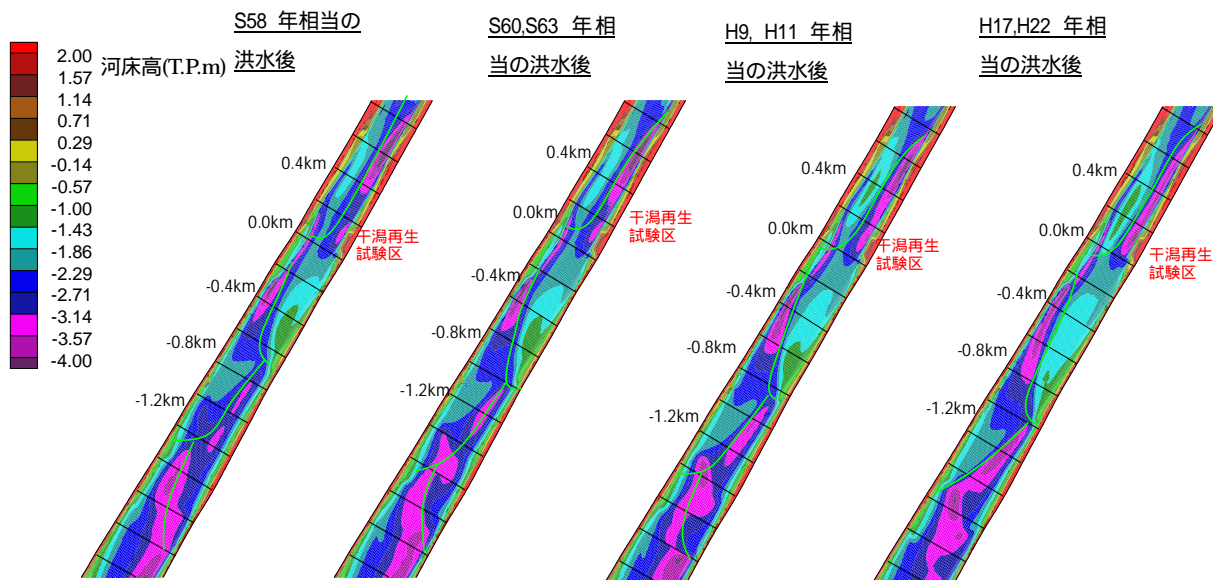 S58 年相当の
洪水後
S60,S63 年相
当の洪水後
H9, H11 年相
当の洪水後
H17,H22 年相
当の洪水後
河床高(T.P.m)
2.00
1.57
1.14
0.71
0.29
-0.14
-0.57
-1.00
-1.43
-1.86
-2.29
-2.71
-3.14
-3.57
-4.00
0.4km
0.0km
-0.4km
-0.8km
-1.2km
干潟再生
試験区
0.4km
0.0km
-0.4km
-0.8km
-1.2km
干潟再生
試験区
0.4km
0.0km
-0.4km
-0.8km
-1.2km
干潟再生
試験区
0.4km
0.0km
-0.4km
-0.8km
-1.2km
干潟再生
試験区